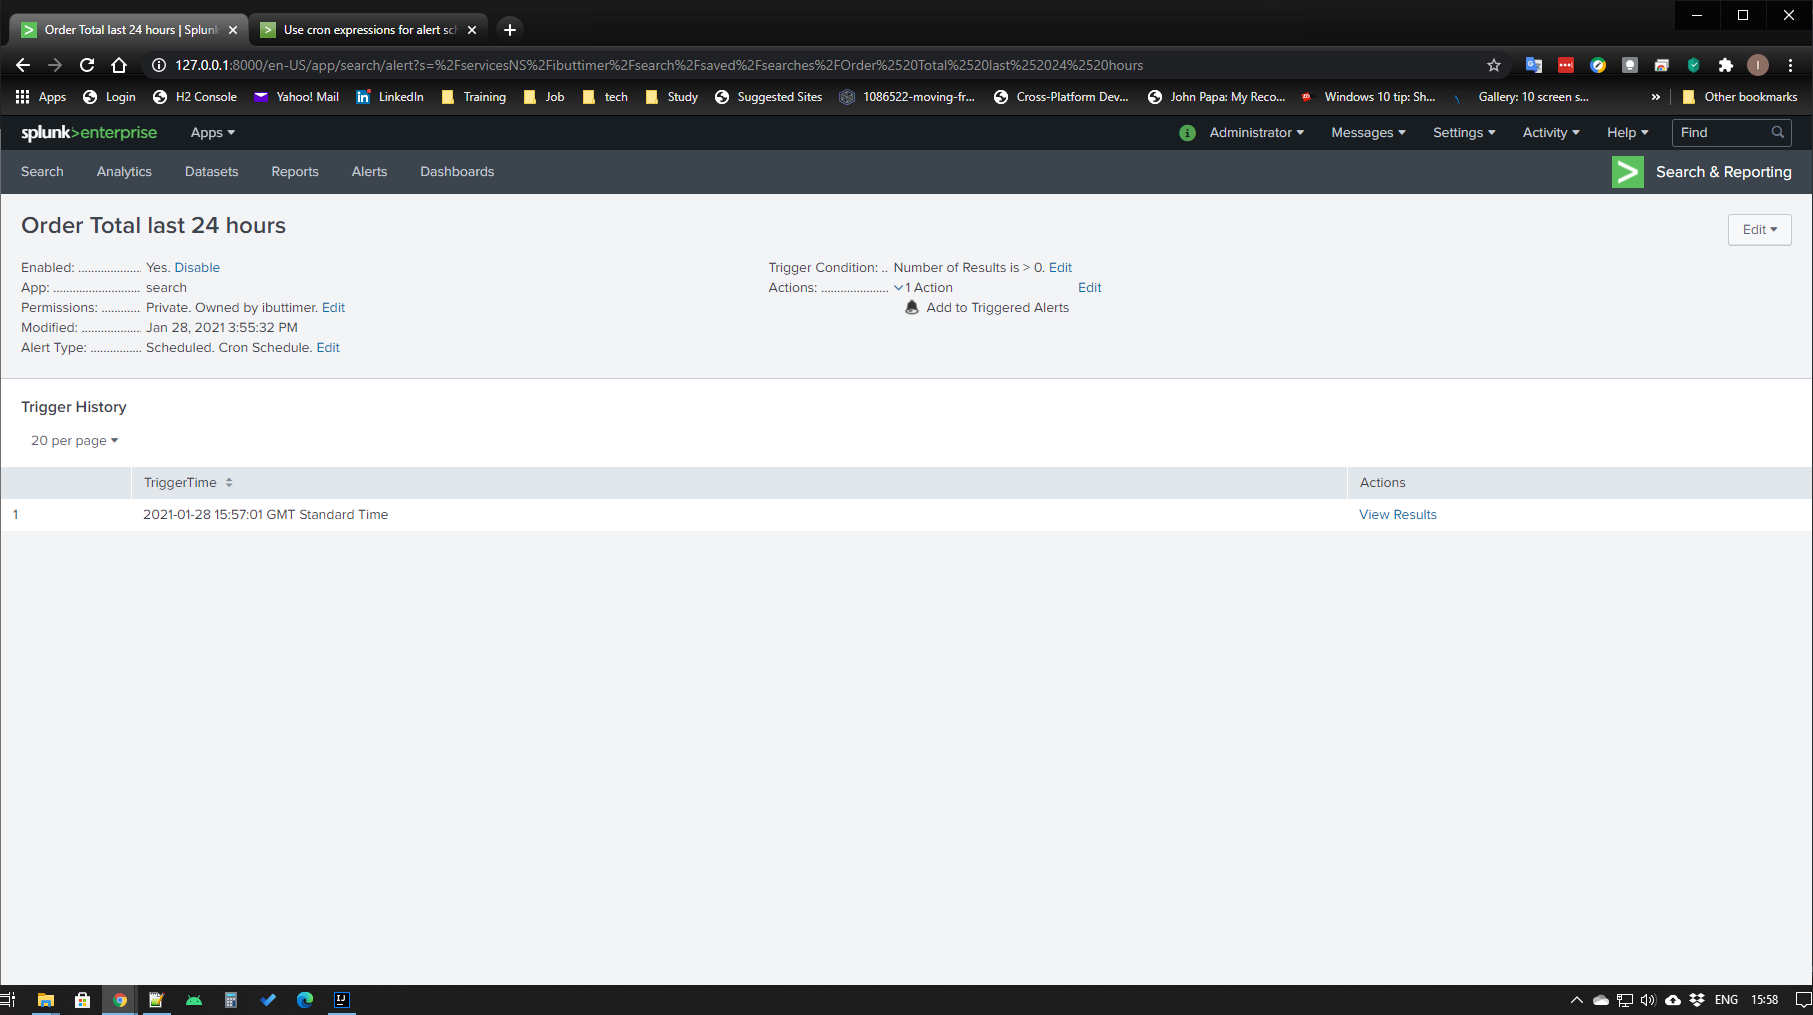 Order Total last 24 hours | Splunk
Use cron expressions for alert sch
127.0.0.1:8000/en-US/app/search/alert?s=%2FservicesNS%2Fibuttimer%2Fsearch%2Fsaved%2Fsearches%2FOrder%2520Total%2520last%252024%2520hours
Apps Login H2 Console Yahoo! Mail LinkedIn Training Job tech Study Suggested Sites 1086522-moving-fr... Cross-Platform Dev... John Papa: My Reco... Windows 10 tip: Sh... Gallery: 10 screen s... » Other bookmarks
splunk>enterprise Apps Administrator Messages Settings Activity Help Find
Search Analytics Datasets Reports Alerts Dashboards Search & Reporting
Order Total last 24 hours
Edit
Enabled: ................... Yes. Disable
App: .......................... search
Permissions: ............ Private. Owned by ibuttimer. Edit
Modified: .................. Jan 28, 2021 3:55:32 PM
Alert Type: ................ Scheduled. Cron Schedule. Edit
Trigger Condition: .. Number of Results is > 0. Edit
Actions: ..................... 1 Action Edit
Add to Triggered Alerts
Trigger History
20 per page
TriggerTime Actions
1 2021-01-28 15:57:01 GMT Standard Time View Results
ENG 15:58